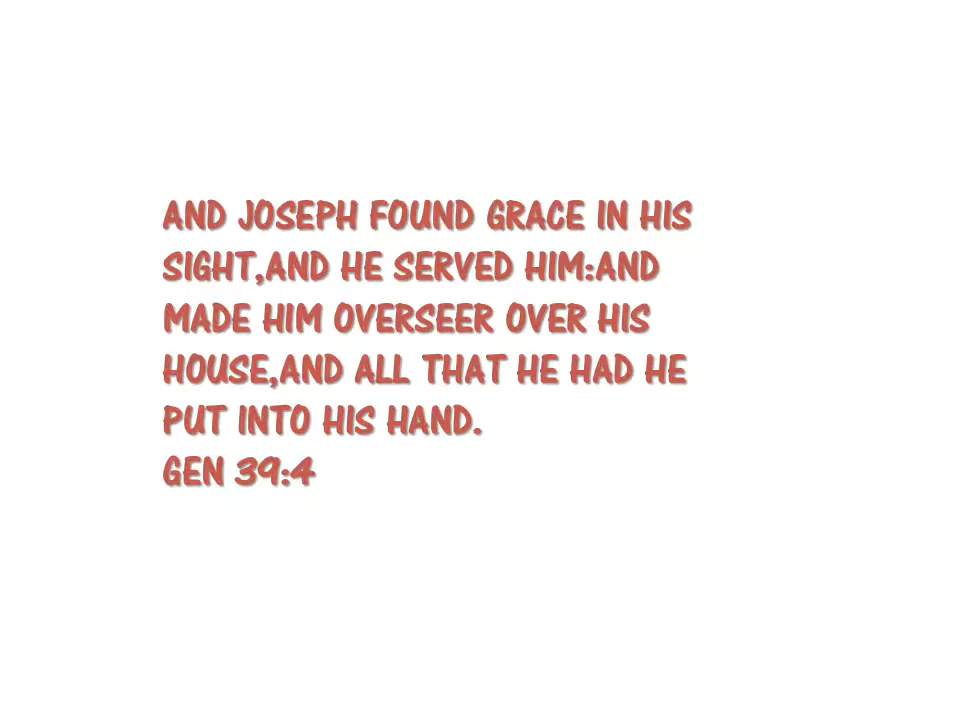 AND JOSEPH FOUND GRACE IN HIS
SIGHT,AND HE SERVED HIM:AND
MADE HIM OVERSEER OVER HIS
HOUSE,AND ALL THAT HE HAD HE
PUT INTO HIS HAND.
GEN 39:4